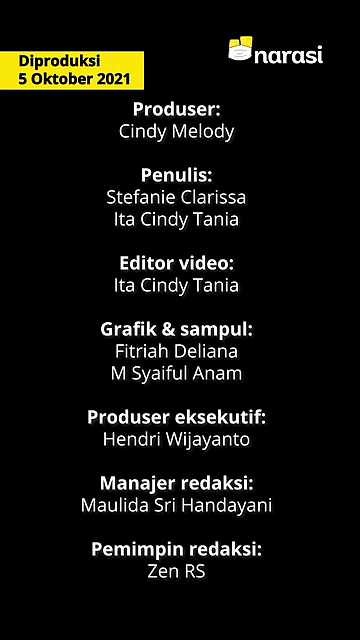 Diproduksi
5 Oktober 2021
narasi
Produser:
Cindy Melody
Penulis:
Stefanie Clarissa
Ita Cindy Tania
Editor video:
Ita Cindy Tania
Grafik & sampul:
Fitriah Deliana
M Syaiful Anam
Produser eksekutif:
Hendri Wijayanto
Manajer redaksi:
Maulida Sri Handayani
Pemimpin redaksi:
Zen RS